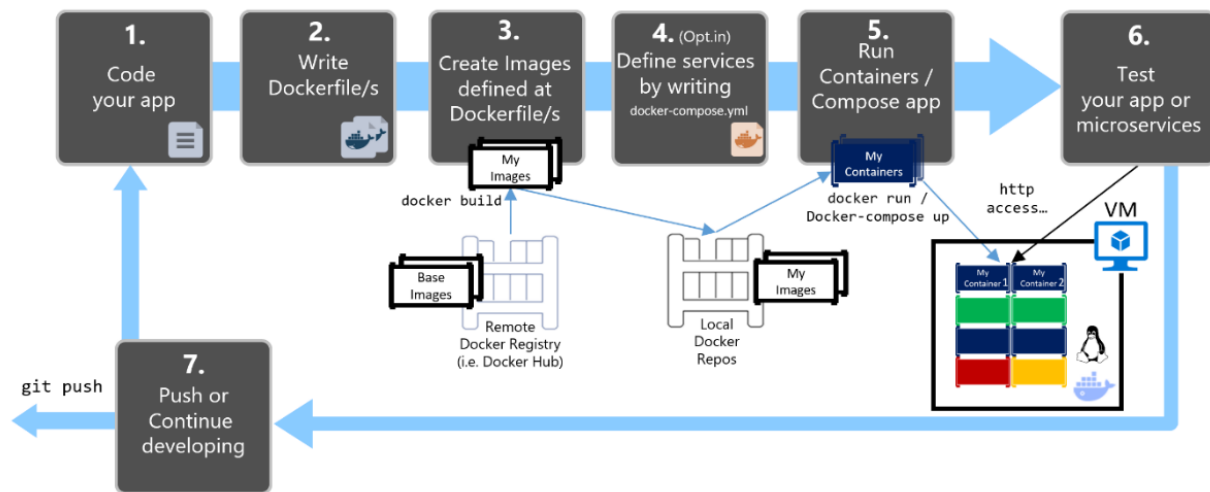 1.
Code
your app
2.
Write
Dockerfile/s
3.
Create Images
defined at
Dockerfile/s
My
Images
4. (Opt.in)
Define services
by writing
docker-compose.yml
5.
Run
Containers /
Compose app
My
Containers
6.
Test
your app or
microservices
docker build
docker run /
Docker-compose up
http
access…
VM
Base
Images
Remote
Docker Registry
(i.e. Docker Hub)
My
Images
Local
Docker
Repos
My
Container 1
My
Container 2
7.
Push or
Continue
developing
git push